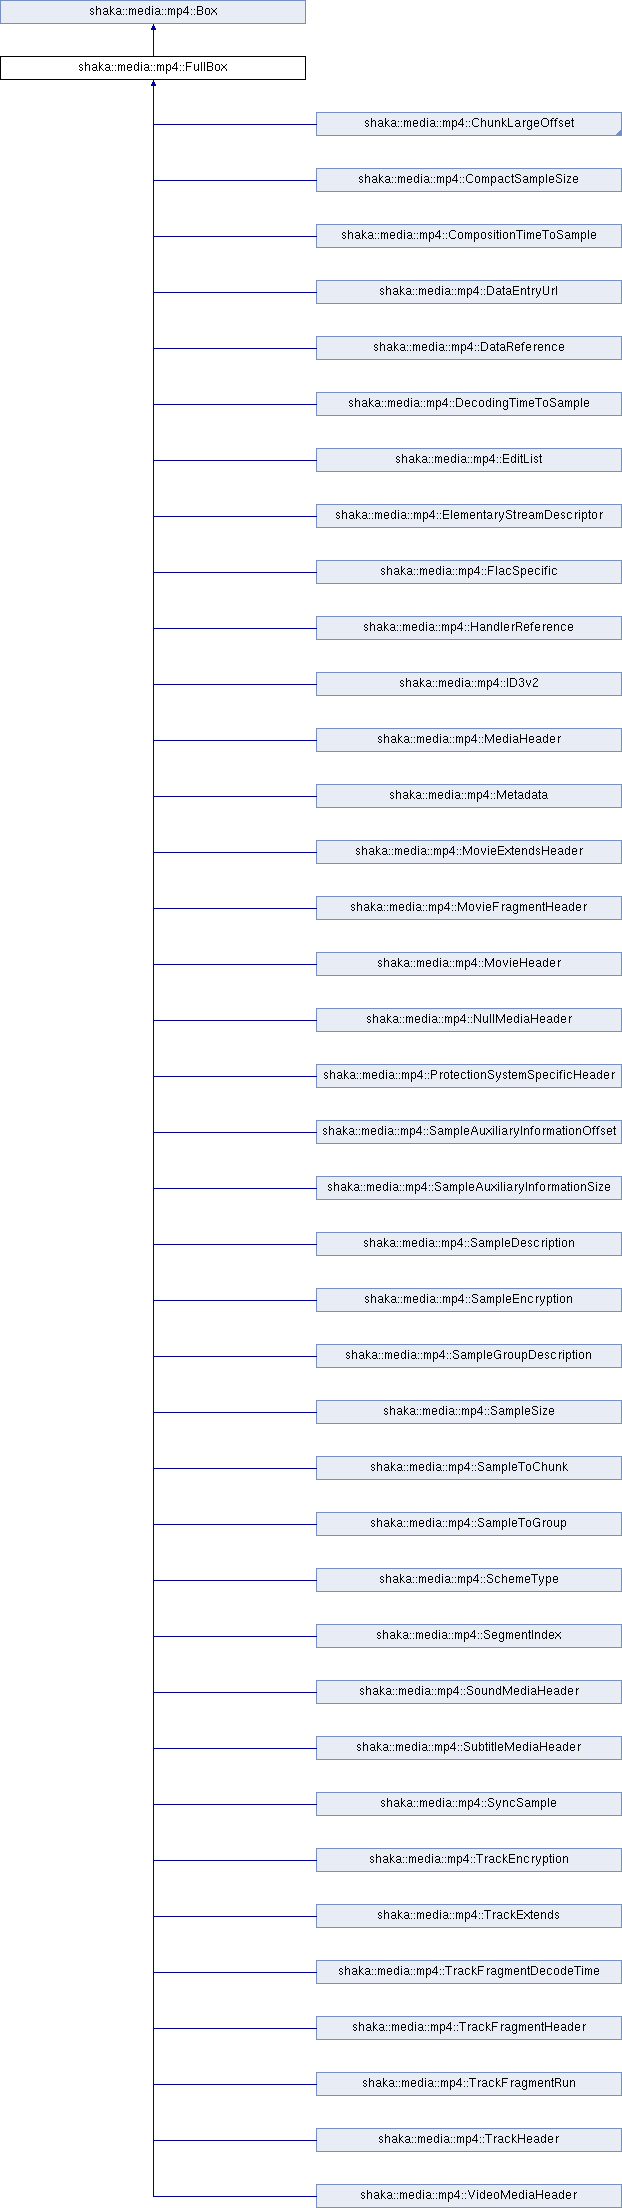 shaka::media::mp4::Box
shaka::media::mp4::FullBox
shaka::media::mp4::ChunkLargeOffset
shaka::media::mp4::CompactSampleSize
shaka::media::mp4::CompositionTimeToSample
shaka::media::mp4::DataEntryUrl
shaka::media::mp4::DataReference
shaka::media::mp4::DecodingTimeToSample
shaka::media::mp4::EditList
shaka::media::mp4::ElementaryStreamDescriptor
shaka::media::mp4::FlacSpecific
shaka::media::mp4::HandlerReference
shaka::media::mp4::ID3v2
shaka::media::mp4::MediaHeader
shaka::media::mp4::Metadata
shaka::media::mp4::MovieExtendsHeader
shaka::media::mp4::MovieFragmentHeader
shaka::media::mp4::MovieHeader
shaka::media::mp4::NullMediaHeader
shaka::media::mp4::ProtectionSystemSpecificHeader
shaka::media::mp4::SampleAuxiliaryInformationOffset
shaka::media::mp4::SampleAuxiliaryInformationSize
shaka::media::mp4::SampleDescription
shaka::media::mp4::SampleEncryption
shaka::media::mp4::SampleGroupDescription
shaka::media::mp4::SampleSize
shaka::media::mp4::SampleToChunk
shaka::media::mp4::SampleToGroup
shaka::media::mp4::SchemeType
shaka::media::mp4::SegmentIndex
shaka::media::mp4::SoundMediaHeader
shaka::media::mp4::SubtitleMediaHeader
shaka::media::mp4::SyncSample
shaka::media::mp4::TrackEncryption
shaka::media::mp4::TrackExtends
shaka::media::mp4::TrackFragmentDecodeTime
shaka::media::mp4::TrackFragmentHeader
shaka::media::mp4::TrackFragmentRun
shaka::media::mp4::TrackHeader
shaka::media::mp4::VideoMediaHeader